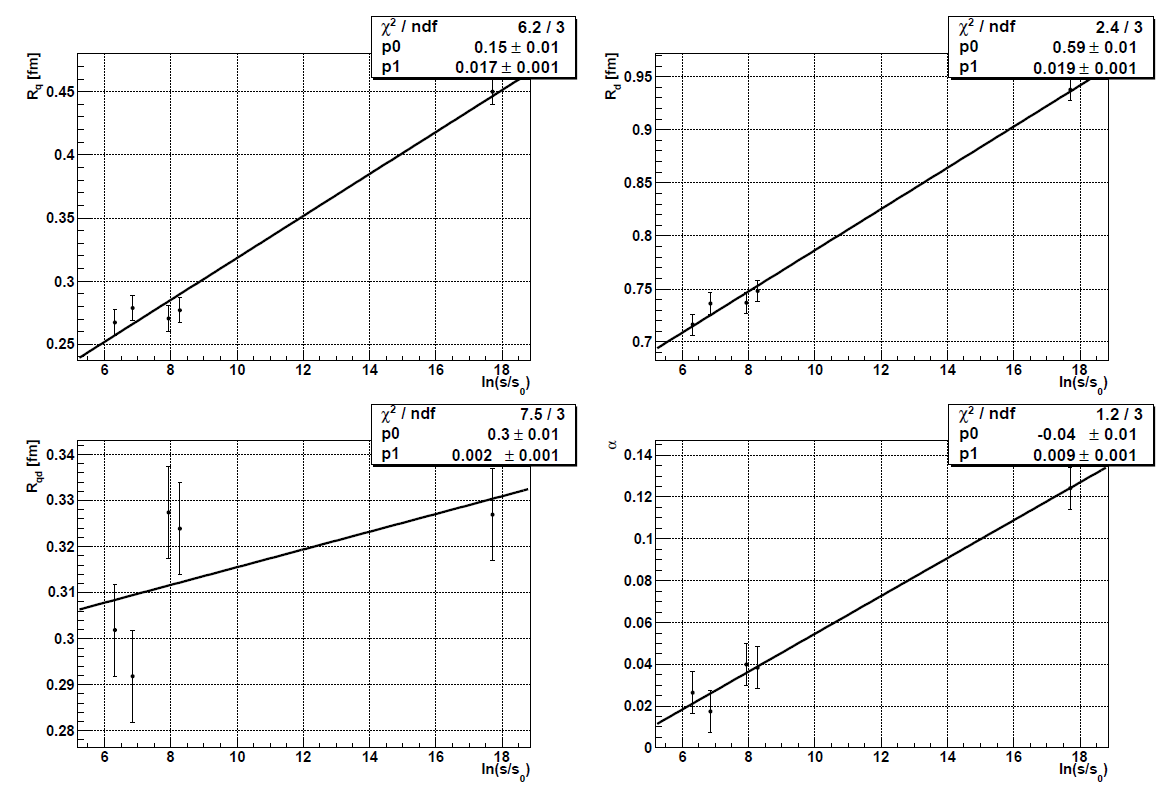 χ² / ndf 6.2 / 3
p0 0.15 ± 0.01
p1 0.017 ± 0.001
R_q [fm]
0.45
0.4
0.35
0.3
0.25
6 8 10 12 14 16 18
ln(s/s_0)
χ² / ndf 2.4 / 3
p0 0.59 ± 0.01
p1 0.019 ± 0.001
R_d [fm]
0.95
0.9
0.85
0.8
0.75
0.7
6 8 10 12 14 16 18
ln(s/s_0)
χ² / ndf 7.5 / 3
p0 0.3 ± 0.01
p1 0.002 ± 0.001
R_qd [fm]
0.34
0.33
0.32
0.31
0.3
0.29
0.28
6 8 10 12 14 16 18
ln(s/s_0)
χ² / ndf 1.2 / 3
p0 -0.04 ± 0.01
p1 0.009 ± 0.001
α
0.14
0.12
0.1
0.08
0.06
0.04
0.02
0
6 8 10 12 14 16 18
ln(s/s_0)